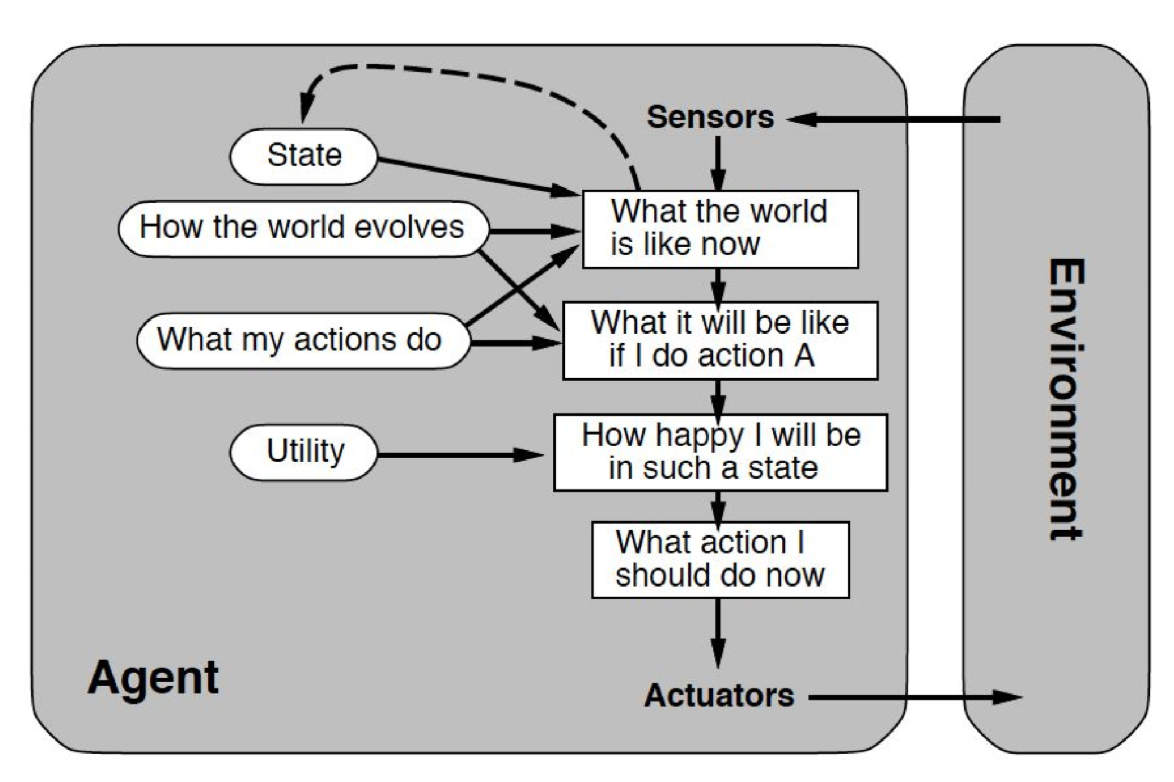 Sensors
State
What the world
is like now
How the world evolves
What it will be like
if I do action A
What my actions do
How happy I will be
in such a state
Utility
What action I
should do now
Agent
Actuators
Environment